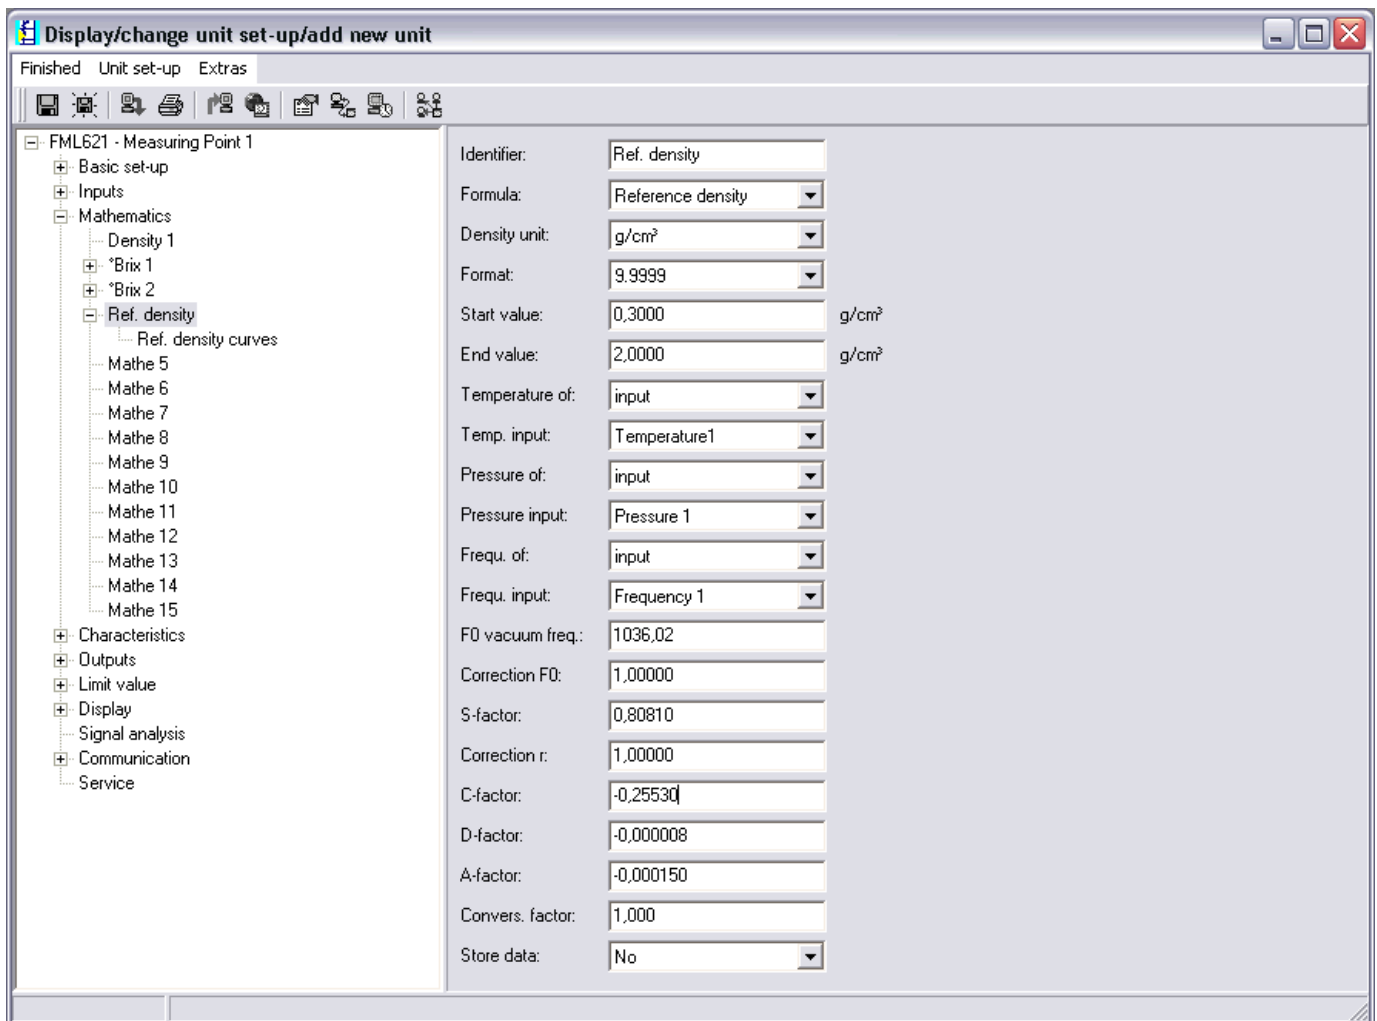 Display/change unit set-up/add new unit
Finished Unit set-up Extras
FML621 - Measuring Point 1
Basic set-up
Inputs
Mathematics
Density 1
°Brix 1
°Brix 2
Ref. density
Ref. density curves
Mathe 5
Mathe 6
Mathe 7
Mathe 8
Mathe 9
Mathe 10
Mathe 11
Mathe 12
Mathe 13
Mathe 14
Mathe 15
Characteristics
Outputs
Limit value
Display
Signal analysis
Communication
Service
Identifier: Ref. density
Formula: Reference density
Density unit: g/cm³
Format: 9.9999
Start value: 0,3000 g/cm³
End value: 2,0000 g/cm³
Temperature of: input
Temp. input: Temperature1
Pressure of: input
Pressure input: Pressure 1
Frequ. of: input
Frequ. input: Frequency 1
F0 vacuum freq.: 1036,02
Correction F0: 1,00000
S-factor: 0,80810
Correction r: 1,00000
C-factor: -0,25530
D-factor: -0,000008
A-factor: -0,000150
Convers. factor: 1,000
Store data: No